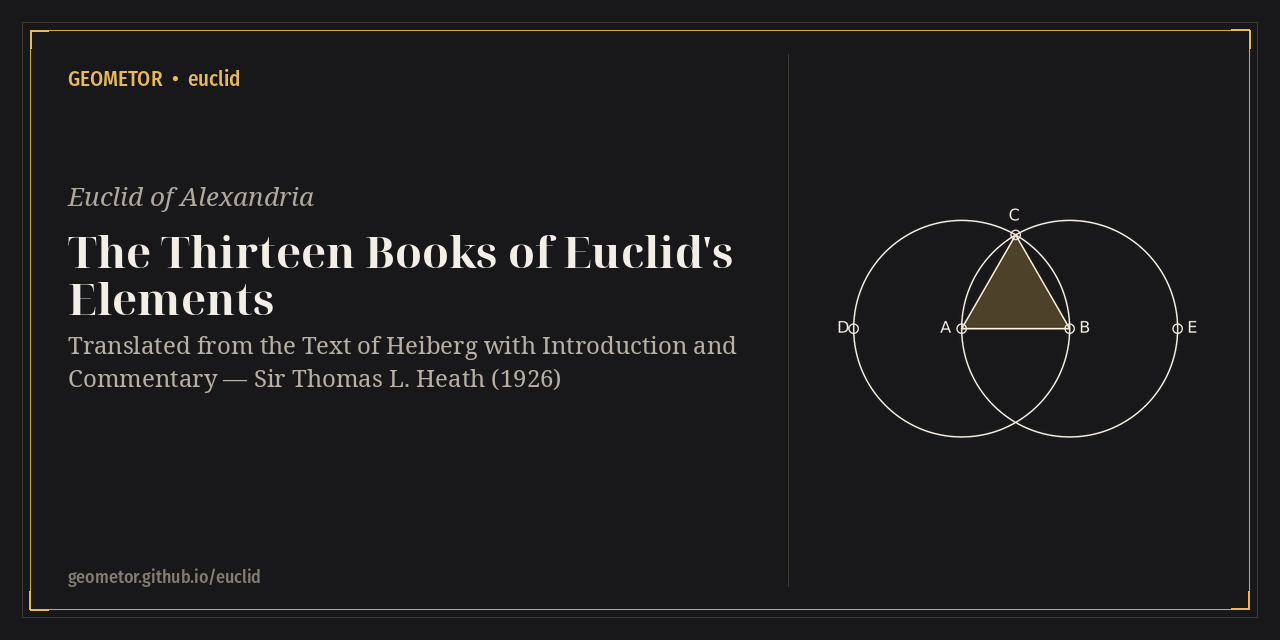 GEOMETOR • euclid
Euclid of Alexandria
The Thirteen Books of Euclid's
Elements
Translated from the Text of Heiberg with Introduction and
Commentary — Sir Thomas L. Heath (1926)
geometor.github.io/euclid
C
D A B E